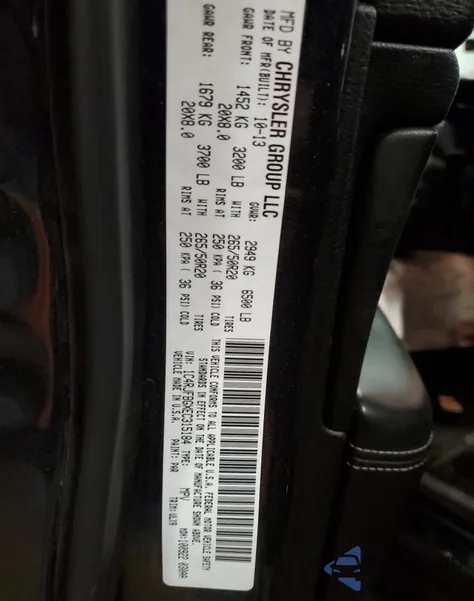 MFD BY CHRYSLER GROUP LLC
DATE OF MFR(BUILT): 10-13 GVWR: 2949 KG 6500 LB
GAWR FRONT: 1452 KG 3200 LB WITH 265/50R20 TIRES
20X8.0 RIMS AT 250 KPA ( 36 PSI) COLD
GAWR REAR: 1679 KG 3700 LB WITH 265/50R20 TIRES
20X8.0 RIMS AT 250 KPA ( 36 PSI) COLD
THIS VEHICLE CONFORMS TO ALL APPLICABLE U.S.A. FEDERAL MOTOR VEHICLE SAFETY
STANDARDS IN EFFECT ON THE DATE OF MANUFACTURE SHOWN ABOVE.
VIN: TYPE: MPV
VEHICLE MADE IN U.S.A. PAINT: TRIM: